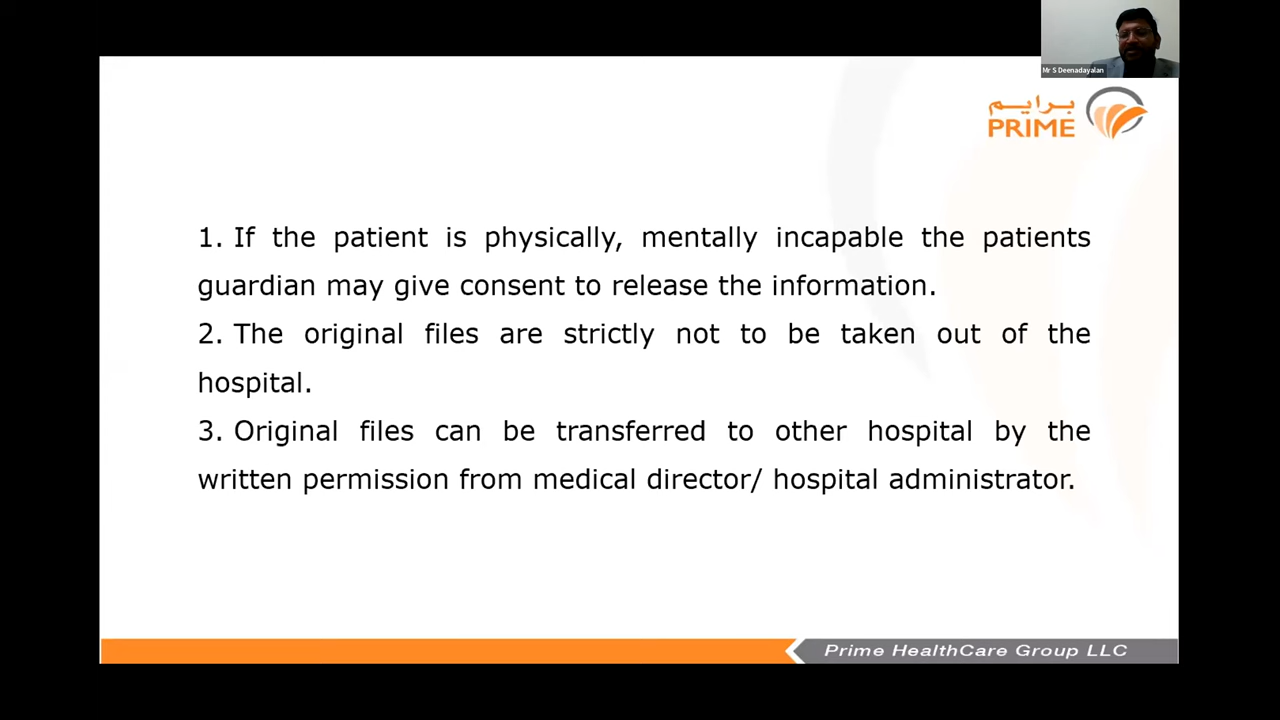 Mr S Deenadayalan
برايم
PRIME
1. If the patient is physically, mentally incapable the patients
guardian may give consent to release the information.
2. The original files are strictly not to be taken out of the
hospital.
3. Original files can be transferred to other hospital by the
written permission from medical director/ hospital administrator.
Prime HealthCare Group LLC